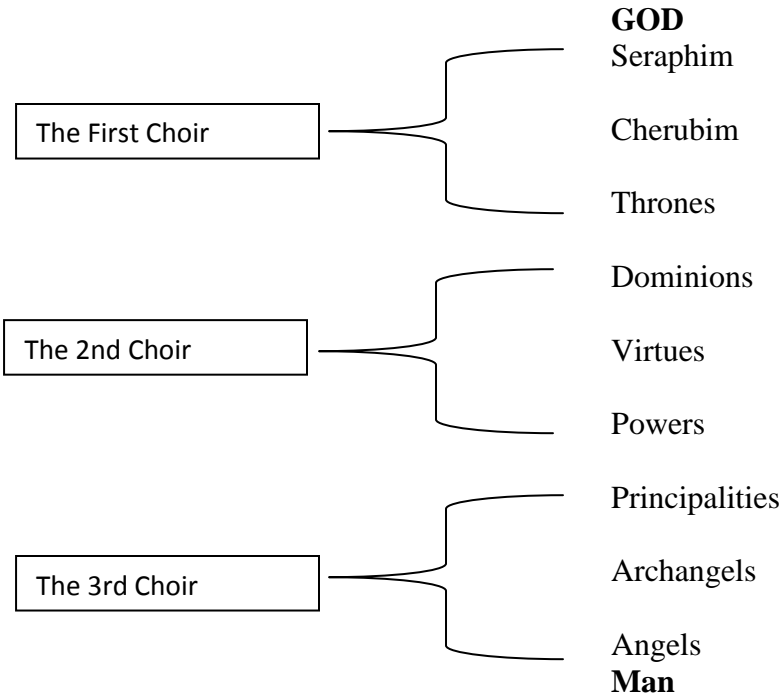 GOD
Seraphim
The First Choir
Cherubim
Thrones
Dominions
The 2nd Choir
Virtues
Powers
Principalities
The 3rd Choir
Archangels
Angels
Man